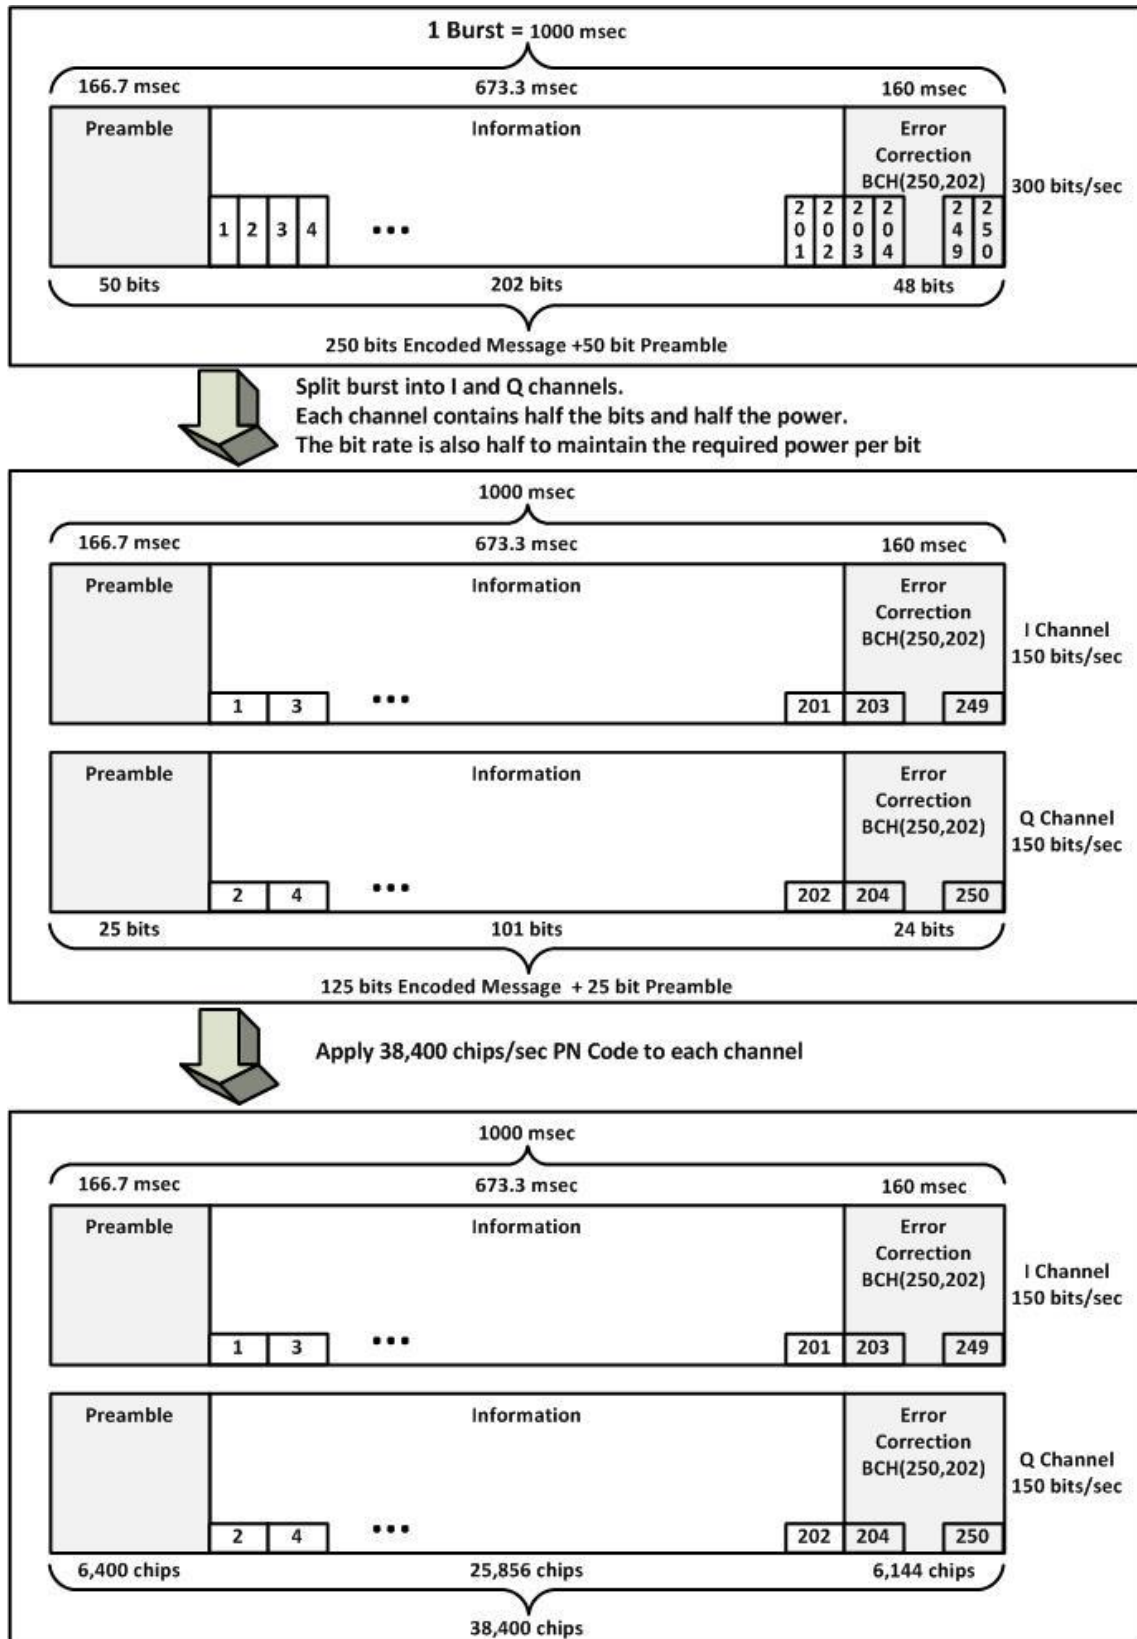 1 Burst = 1000 msec
166.7 msec 673.3 msec 160 msec
Preamble Information Error
Correction
BCH(250,202)
300 bits/sec
1 2 3 4 ... 201 202 203 204 249 250
50 bits 202 bits 48 bits
250 bits Encoded Message +50 bit Preamble
Split burst into I and Q channels.
Each channel contains half the bits and half the power.
The bit rate is also half to maintain the required power per bit
1000 msec
166.7 msec 673.3 msec 160 msec
Preamble Information Error
Correction
BCH(250,202)
I Channel
150 bits/sec
1 3 ... 201 203 249
Preamble Information Error
Correction
BCH(250,202)
Q Channel
150 bits/sec
2 4 ... 202 204 250
25 bits 101 bits 24 bits
125 bits Encoded Message + 25 bit Preamble
Apply 38,400 chips/sec PN Code to each channel
1000 msec
166.7 msec 673.3 msec 160 msec
Preamble Information Error
Correction
BCH(250,202)
I Channel
150 bits/sec
1 3 ... 201 203 249
Preamble Information Error
Correction
BCH(250,202)
Q Channel
150 bits/sec
2 4 ... 202 204 250
6,400 chips 25,856 chips 6,144 chips
38,400 chips